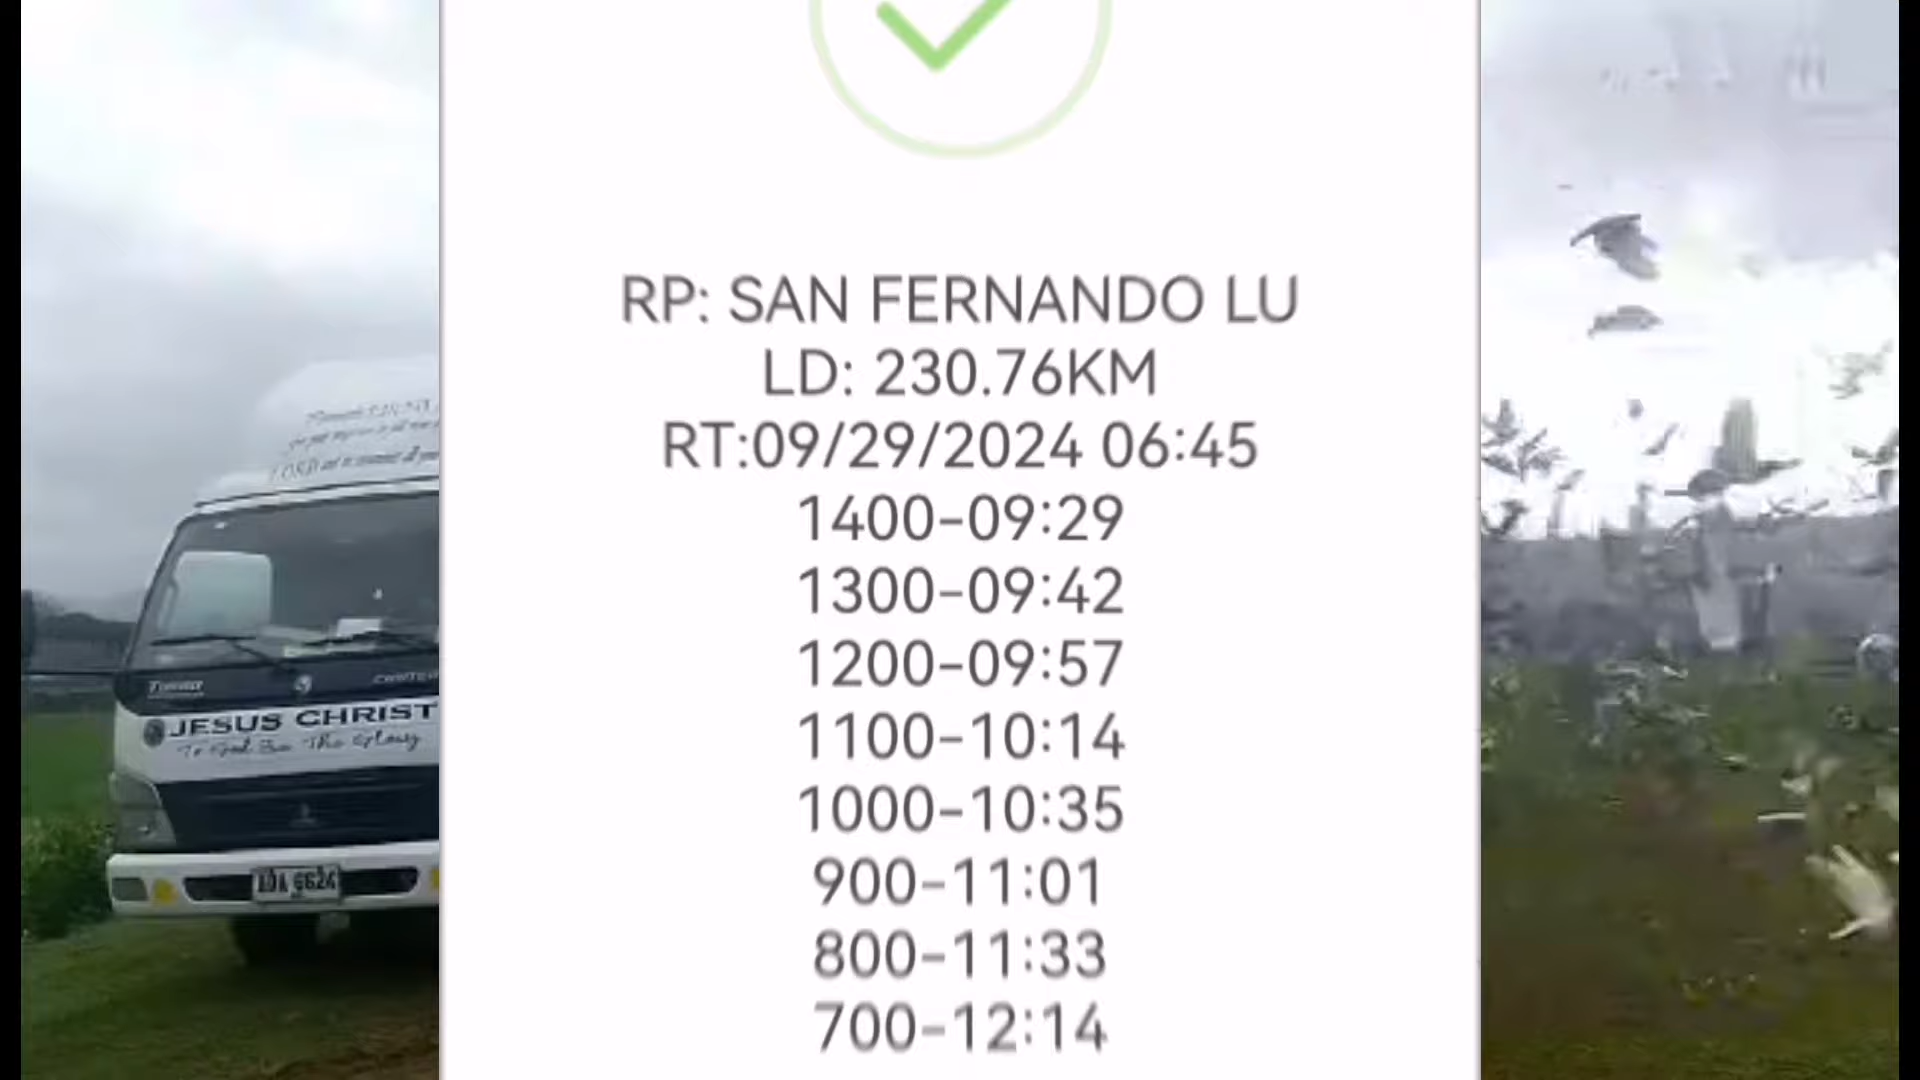 RP: SAN FERNANDO LU
LD: 230.76KM
RT:09/29/2024 06:45
1400-09:29
1300-09:42
1200-09:57
1100-10:14
1000-10:35
900-11:01
800-11:33
700-12:14
JESUS CHRIST
To God Bee The Glory